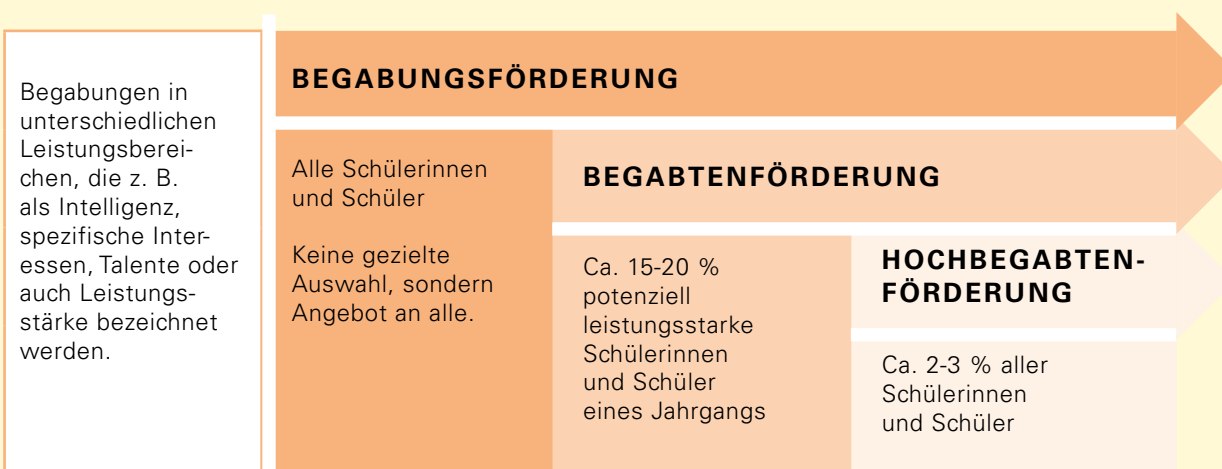 Begabungen in
unterschiedlichen
Leistungsberei-
chen, die z. B.
als Intelligenz,
spezifische Inter-
essen, Talente oder
auch Leistungs-
stärke bezeichnet
werden.
BEGABUNGSFÖRDERUNG
Alle Schülerinnen
und Schüler
Keine gezielte
Auswahl, sondern
Angebot an alle.
BEGABTENFÖRDERUNG
Ca. 15-20 %
potenziell
leistungsstarke
Schülerinnen
und Schüler
eines Jahrgangs
HOCHBEGABTEN-
FÖRDERUNG
Ca. 2-3 % aller
Schülerinnen
und Schüler